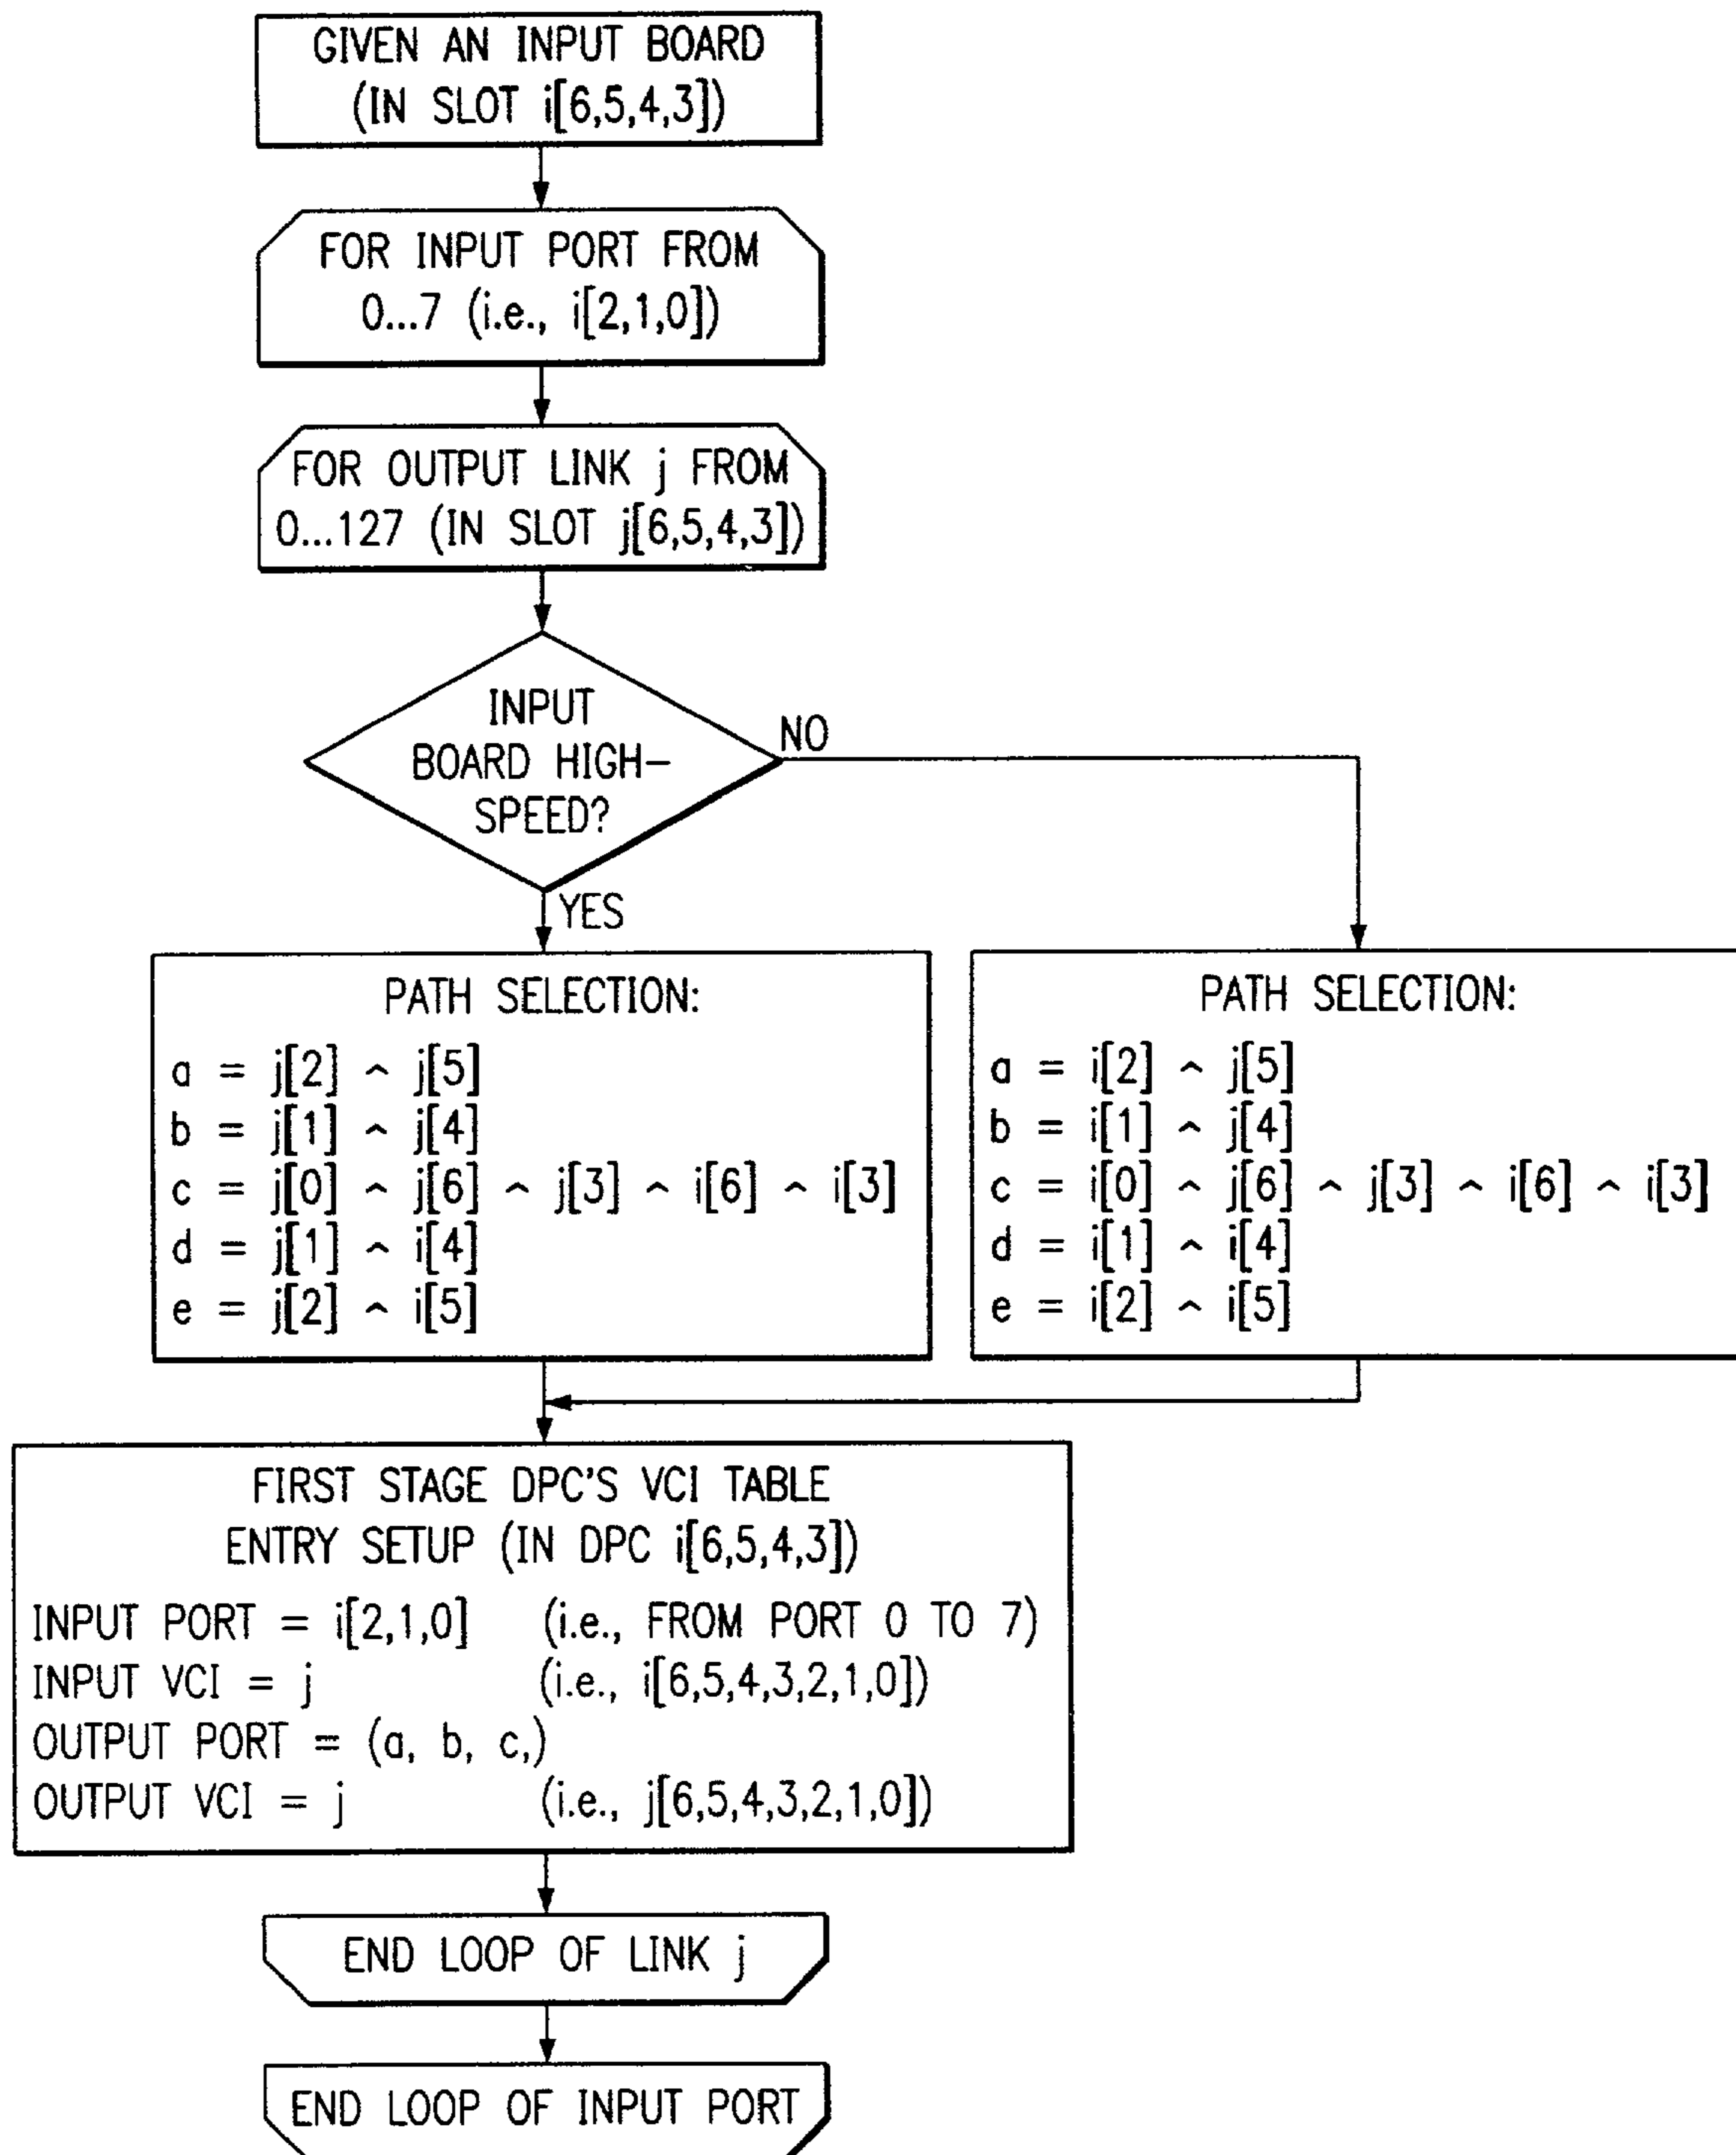 GIVEN AN INPUT BOARD
(IN SLOT i[6,5,4,3])
FOR INPUT PORT FROM
0...7 (i.e., i[2,1,0])
FOR OUTPUT LINK j FROM
0...127 (IN SLOT j[6,5,4,3])
INPUT
BOARD HIGH-
SPEED?
NO
YES
PATH SELECTION:
a = j[2] ^ j[5]
b = j[1] ^ j[4]
c = j[0] ^ j[6] ^ j[3] ^ i[6] ^ i[3]
d = j[1] ^ i[4]
e = j[2] ^ i[5]
PATH SELECTION:
a = i[2] ^ j[5]
b = i[1] ^ j[4]
c = i[0] ^ j[6] ^ j[3] ^ i[6] ^ i[3]
d = i[1] ^ i[4]
e = i[2] ^ i[5]
FIRST STAGE DPC'S VCI TABLE
ENTRY SETUP (IN DPC i[6,5,4,3])
INPUT PORT = i[2,1,0] (i.e., FROM PORT 0 TO 7)
INPUT VCI = j (i.e., i[6,5,4,3,2,1,0])
OUTPUT PORT = (a, b, c,)
OUTPUT VCI = j (i.e., j[6,5,4,3,2,1,0])
END LOOP OF LINK j
END LOOP OF INPUT PORT